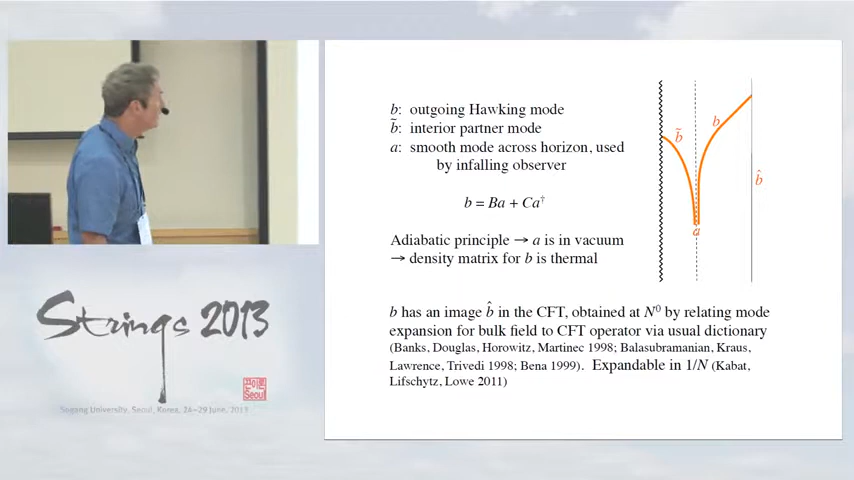 b: outgoing Hawking mode
b̃: interior partner mode
a: smooth mode across horizon, used
by infalling observer
b = Ba + Ca†
Adiabatic principle → a is in vacuum
→ density matrix for b is thermal
b̃
b
b̂
a
b has an image b̂ in the CFT, obtained at N⁰ by relating mode
expansion for bulk field to CFT operator via usual dictionary
(Banks, Douglas, Horowitz, Martinec 1998; Balasubramanian, Kraus,
Lawrence, Trivedi 1998; Bena 1999). Expandable in 1/N (Kabat,
Lifschytz, Lowe 2011)
Strings 2013
Seoul
Sogang University, Seoul, Korea, 24-29 June, 2013